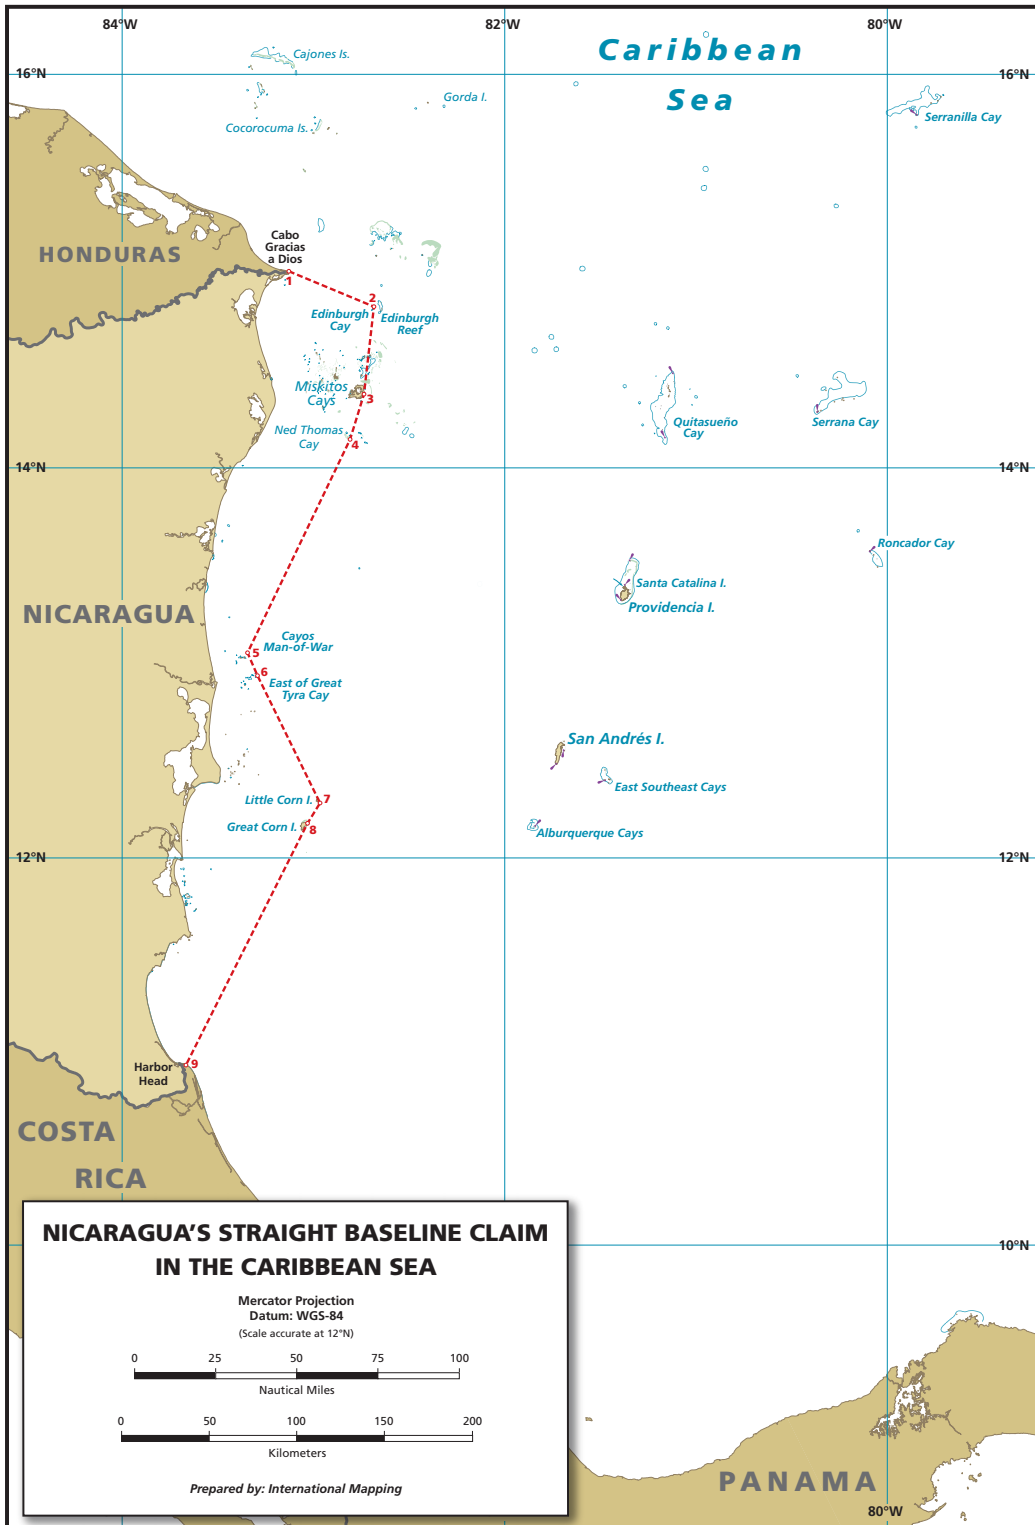 84°W
82°W
80°W
Caribbean
Sea
Cajones Is.
16°N
16°N
Gorda I.
Serranilla Cay
Cocorocuma Is.
HONDURAS
Cabo
Gracias
a Dios
1
2
Edinburgh
Cay
Edinburgh
Reef
Miskitos
Cays
3
Ned Thomas
Cay
4
Quitasueño
Cay
Serrana Cay
14°N
14°N
Roncador Cay
Santa Catalina I.
Providencia I.
NICARAGUA
Cayos
Man-of-War
5
6
East of Great
Tyra Cay
San Andrés I.
East Southeast Cays
Little Corn I.
7
Great Corn I.
8
Alburquerque Cays
12°N
12°N
Harbor
Head
9
COSTA
RICA
10°N
NICARAGUA'S STRAIGHT BASELINE CLAIM
IN THE CARIBBEAN SEA
Mercator Projection
Datum: WGS-84
(Scale accurate at 12°N)
0 25 50 75 100
Nautical Miles
0 50 100 150 200
Kilometers
Prepared by: International Mapping
PANAMA
80°W